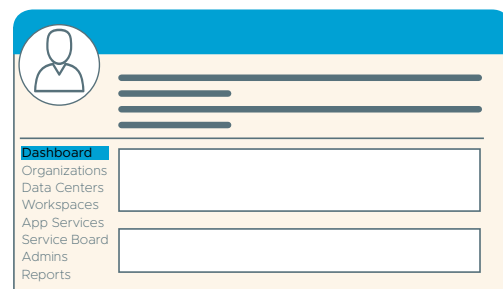 Dashboard
Organizations
Data Centers
Workspaces
App Services
Service Board
Admins
Reports